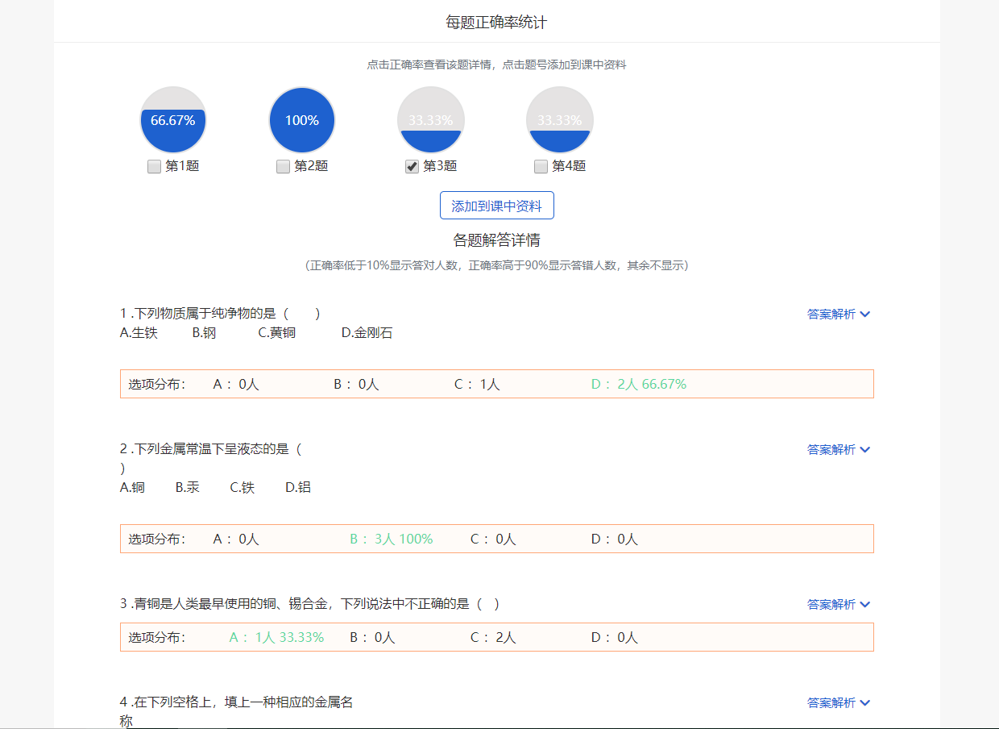 每题正确率统计
点击正确率查看该题详情，点击题号添加到课中资料
66.67% 100% 33.33% 33.33%
第1题 第2题 第3题 第4题
添加到课中资料
各题解答详情
（正确率低于10%显示答对人数，正确率高于90%显示答错人数，其余不显示）
1 .下列物质属于纯净物的是（　　） 答案解析
A.生铁 B.钢 C.黄铜 D.金刚石
选项分布： A ：0人 B ：0人 C ：1人 D ：2人 66.67%
2 .下列金属常温下呈液态的是（ 答案解析
）
A.铜 B.汞 C.铁 D.铝
选项分布： A ：0人 B ：3人 100% C ：0人 D ：0人
3 .青铜是人类最早使用的铜、锡合金，下列说法中不正确的是（　） 答案解析
选项分布： A ：1人 33.33% B ：0人 C ：2人 D ：0人
4 .在下列空格上，填上一种相应的金属名 答案解析
称